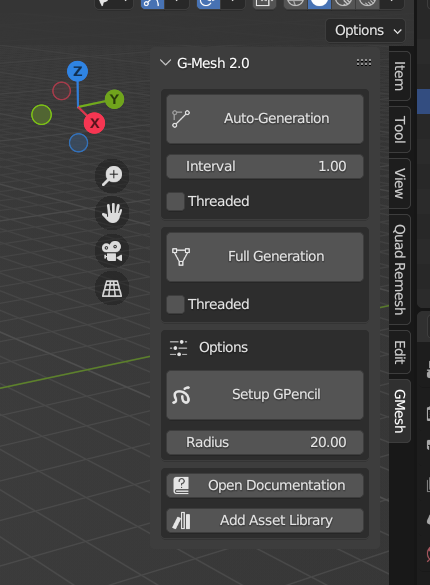 Options
G-Mesh 2.0
Z
Y
X
Auto-Generation
Interval 1.00
Threaded
Full Generation
Threaded
Options
Setup GPencil
Radius 20.00
Open Documentation
Add Asset Library
Item
Tool
View
Quad Remesh
Edit
GMesh